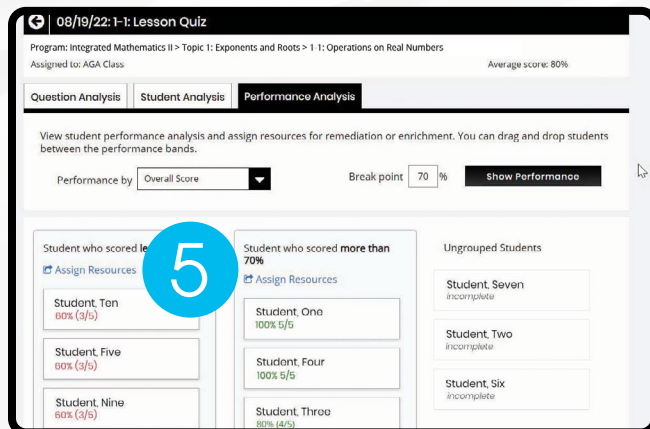 08/19/22: 1-1: Lesson Quiz
Program: Integrated Mathematics II > Topic 1: Exponents and Roots > 1-1: Operations on Real Numbers
Assigned to: AGA Class
Average score: 80%
Question Analysis
Student Analysis
Performance Analysis
View student performance analysis and assign resources for remediation or enrichment. You can drag and drop students
between the performance bands.
Performance by
Overall Score
Break point
70
%
Show Performance
Student who scored
Assign Resources
Student, Ten
60% (3/5)
Student, Five
60% (3/5)
Student, Nine
60% (3/5)
5
Student who scored more than
70%
Assign Resources
Student, One
100% 5/5
Student, Four
100% 5/5
Student, Three
80% (4/5)
Ungrouped Students
Student, Seven
incomplete
Student, Two
incomplete
Student, Six
incomplete